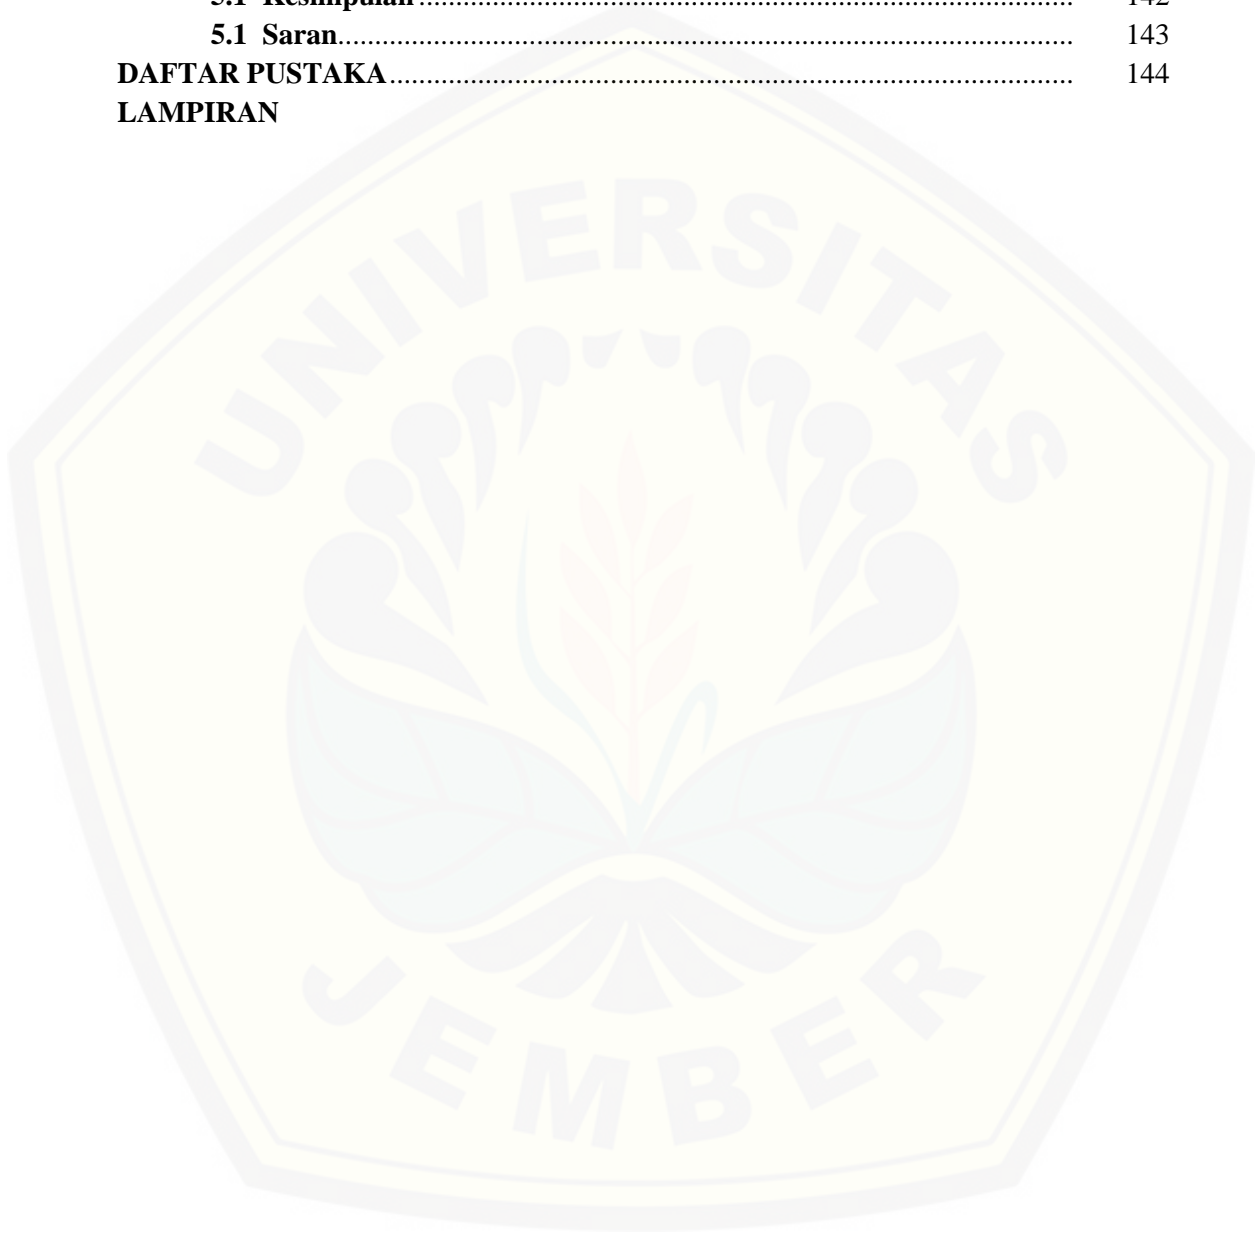 5.1 Kesimpulan........................................................................... 142
5.1 Saran.................................................................................... 143
DAFTAR PUSTAKA.............................................................................. 144
LAMPIRAN
UNIVERSITAS
JEMBER